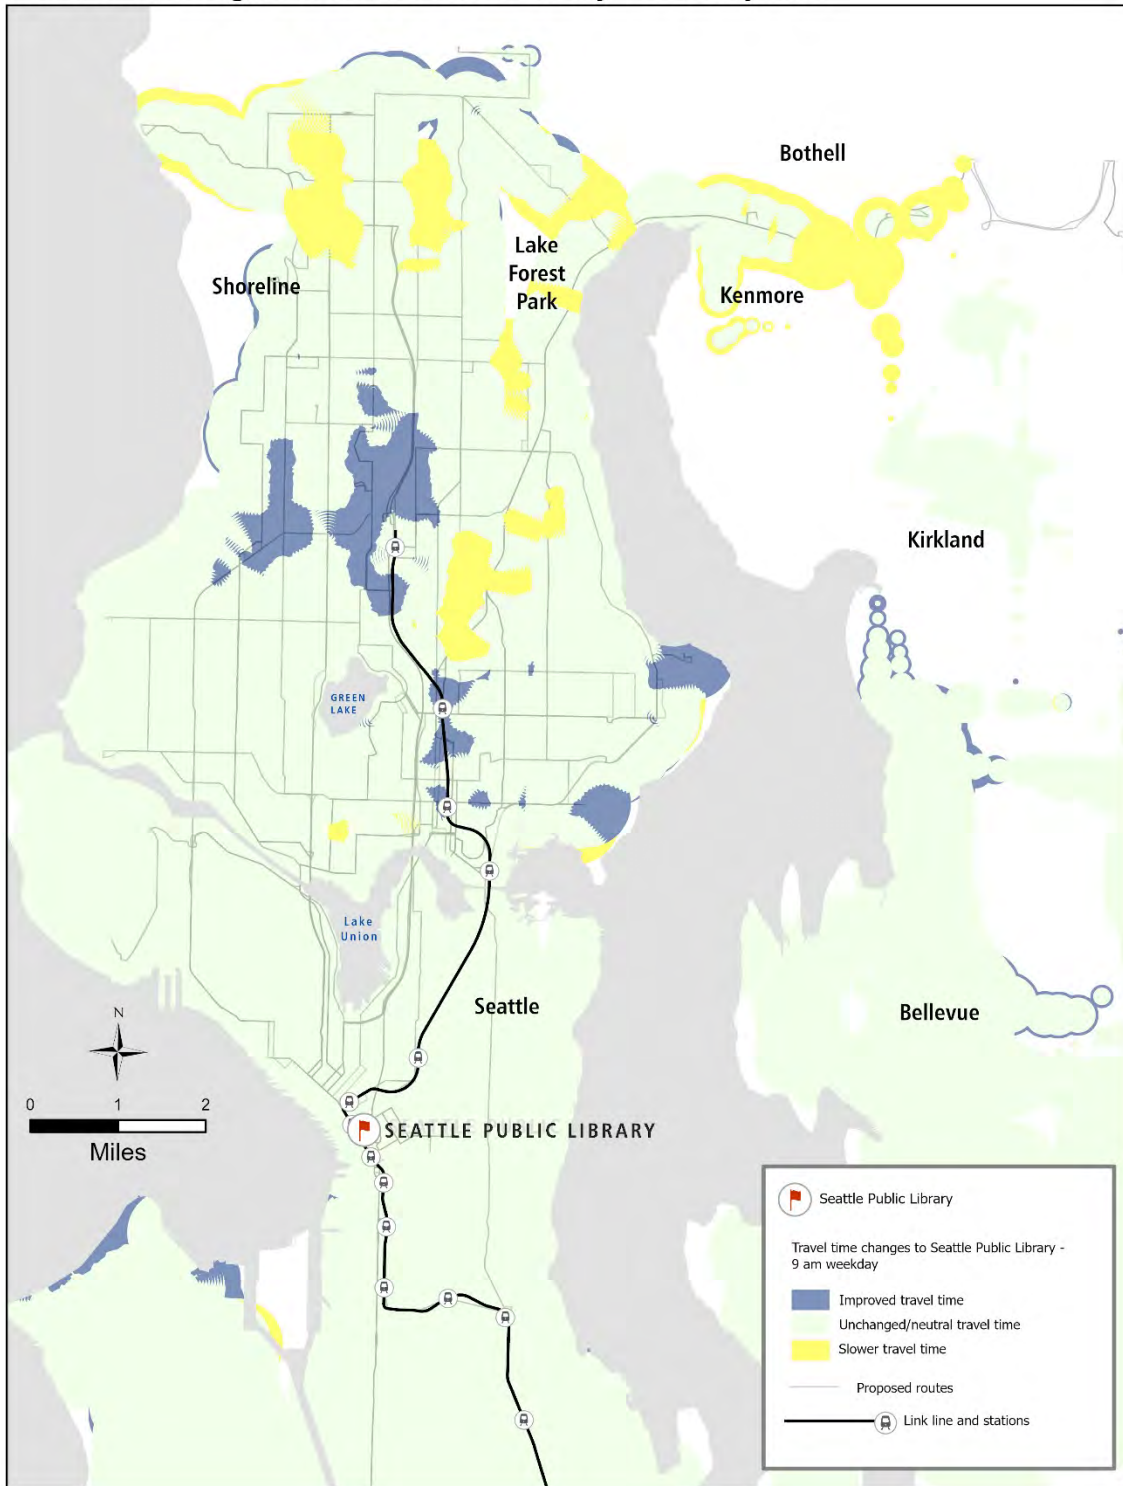 Bothell
Lake
Forest
Park
Shoreline
Kenmore
Kirkland
GREEN
LAKE
Lake
Union
Seattle
Bellevue
N
0 1 2
Miles
SEATTLE PUBLIC LIBRARY
Seattle Public Library
Travel time changes to Seattle Public Library -
9 am weekday
Improved travel time
Unchanged/neutral travel time
Slower travel time
Proposed routes
Link line and stations